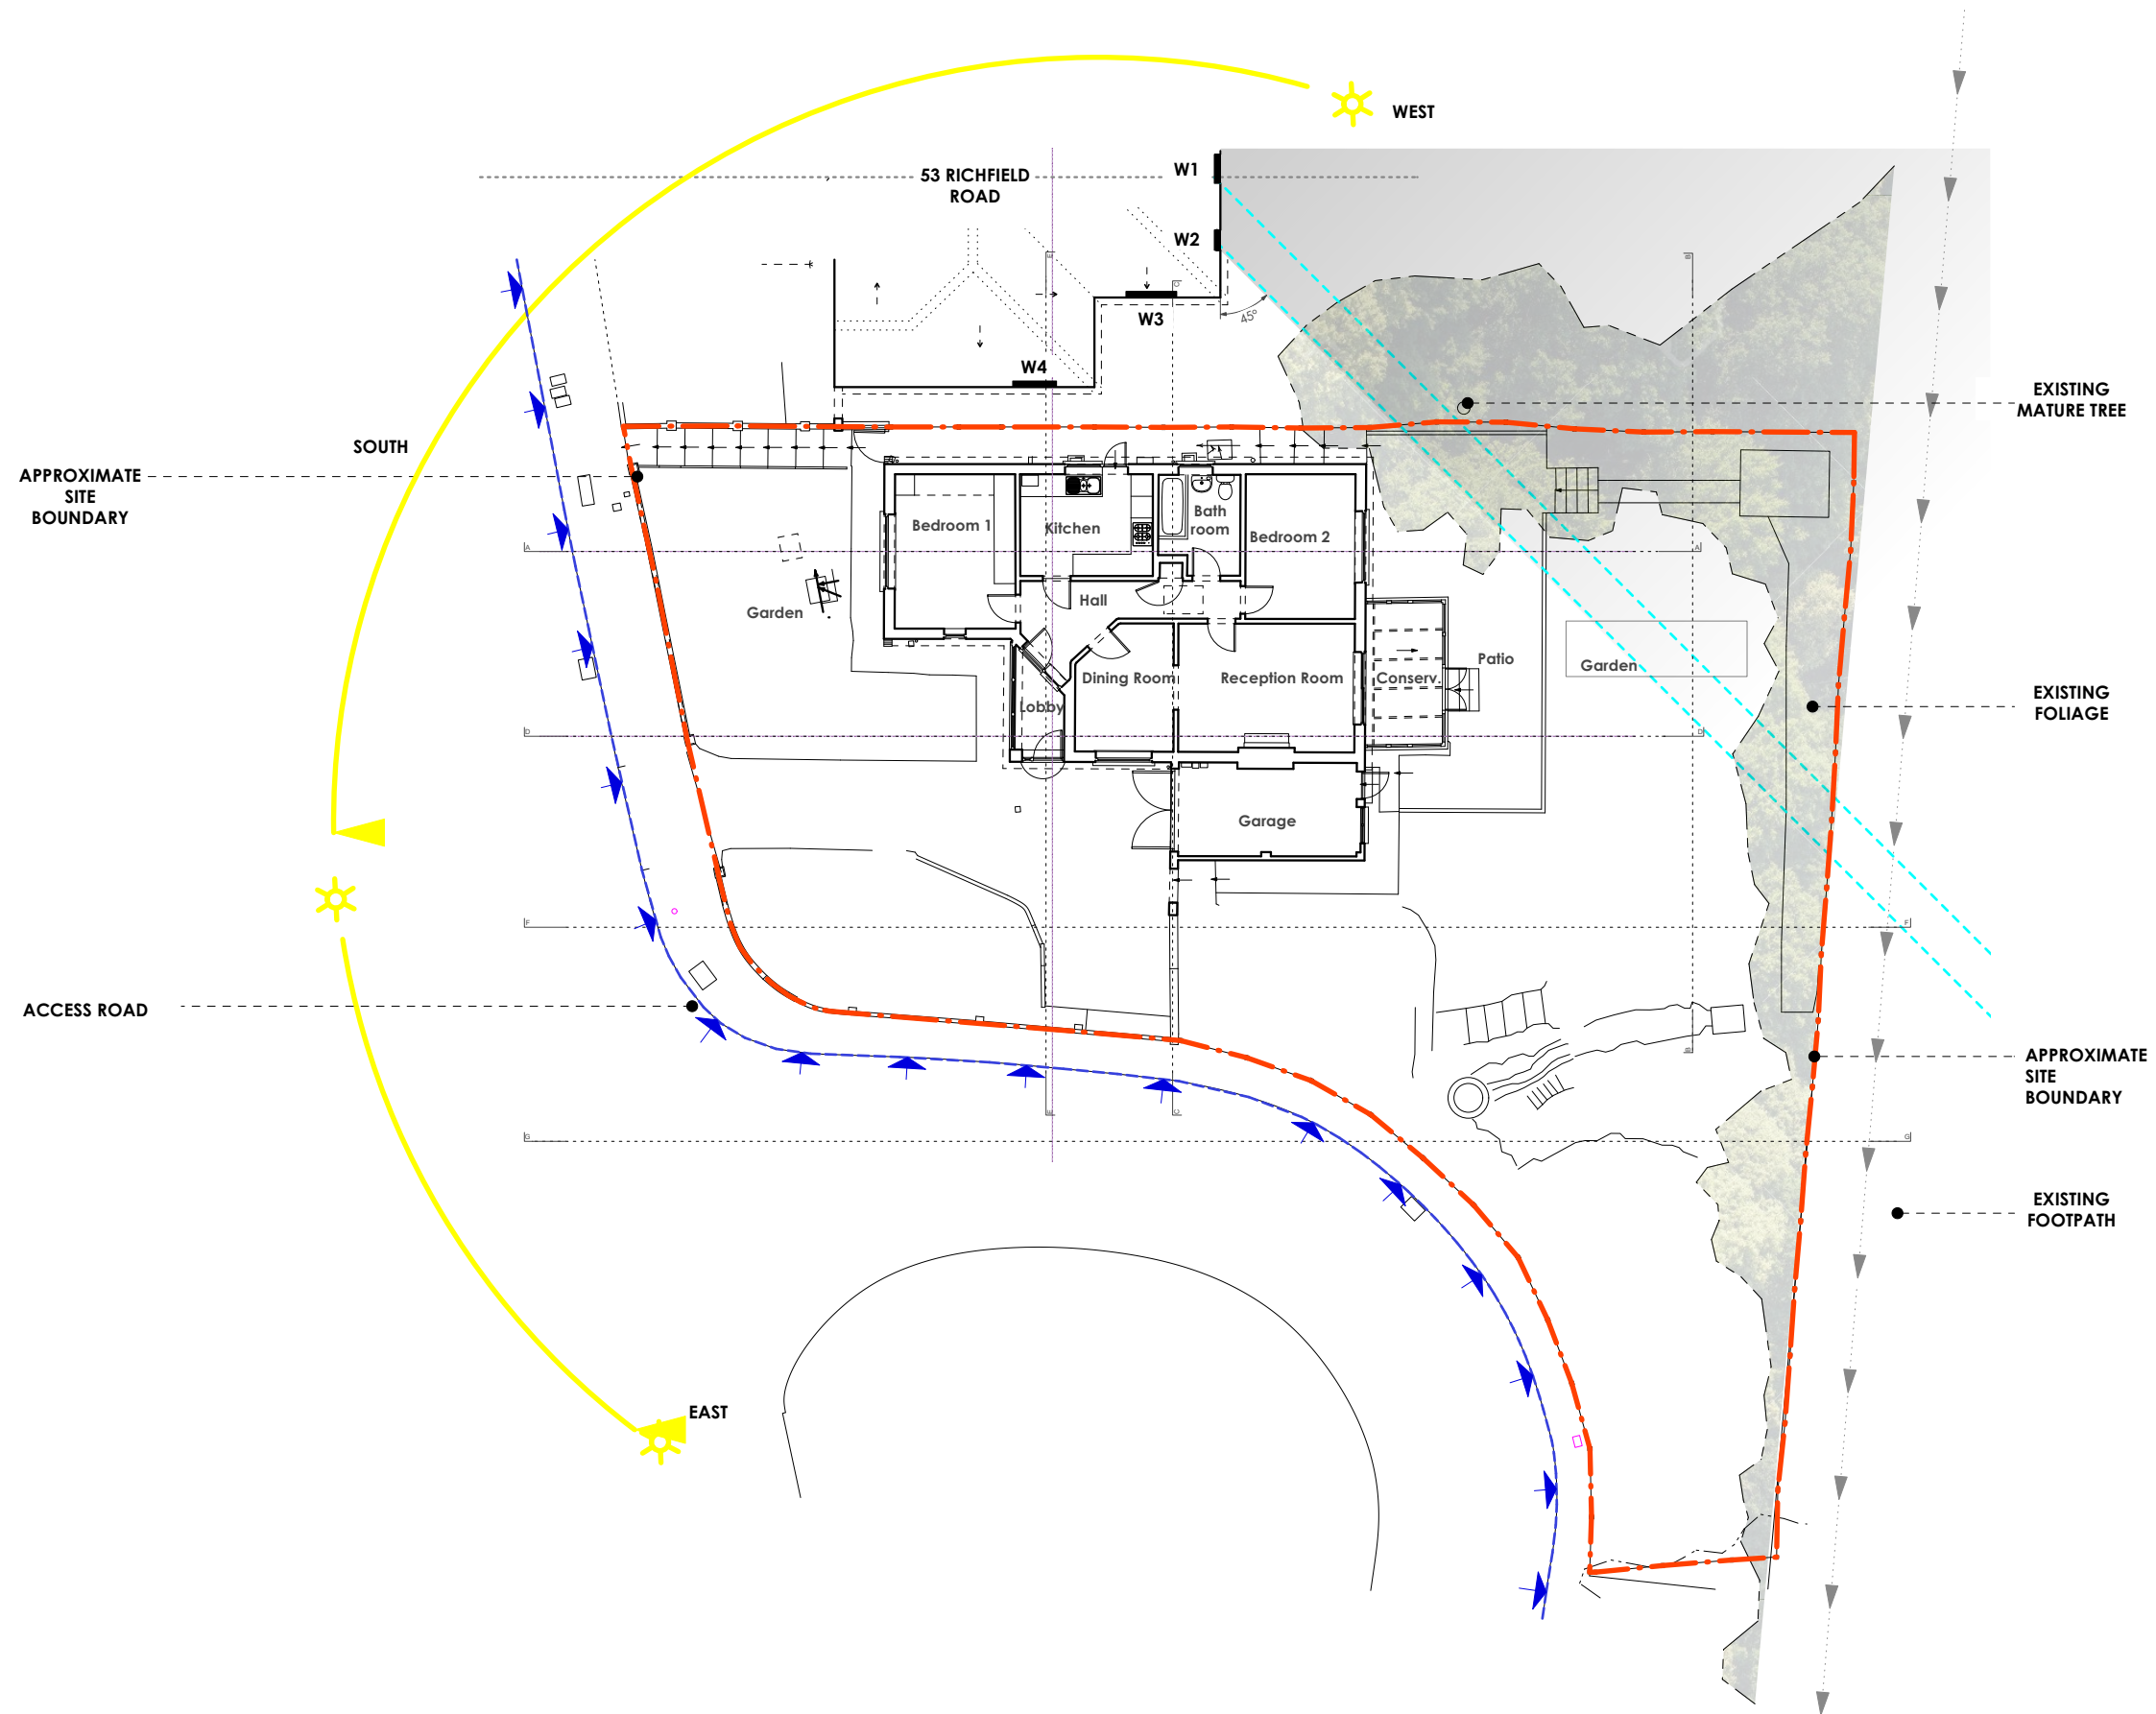 WEST
W1
53 RICHFIELD
ROAD
W2
E
B
C
45°
W3
W4
EXISTING
MATURE TREE
SOUTH
APPROXIMATE
SITE
BOUNDARY
Bedroom 1
Kitchen
Bath
room
Bedroom 2
A
A
Garden
Hall
Patio
Garden
Dining Room
Reception Room
Conserv.
Lobby
EXISTING
FOLIAGE
D
D
Garage
F
F
ACCESS ROAD
B
APPROXIMATE
SITE
BOUNDARY
E
C
G
G
EXISTING
FOOTPATH
EAST